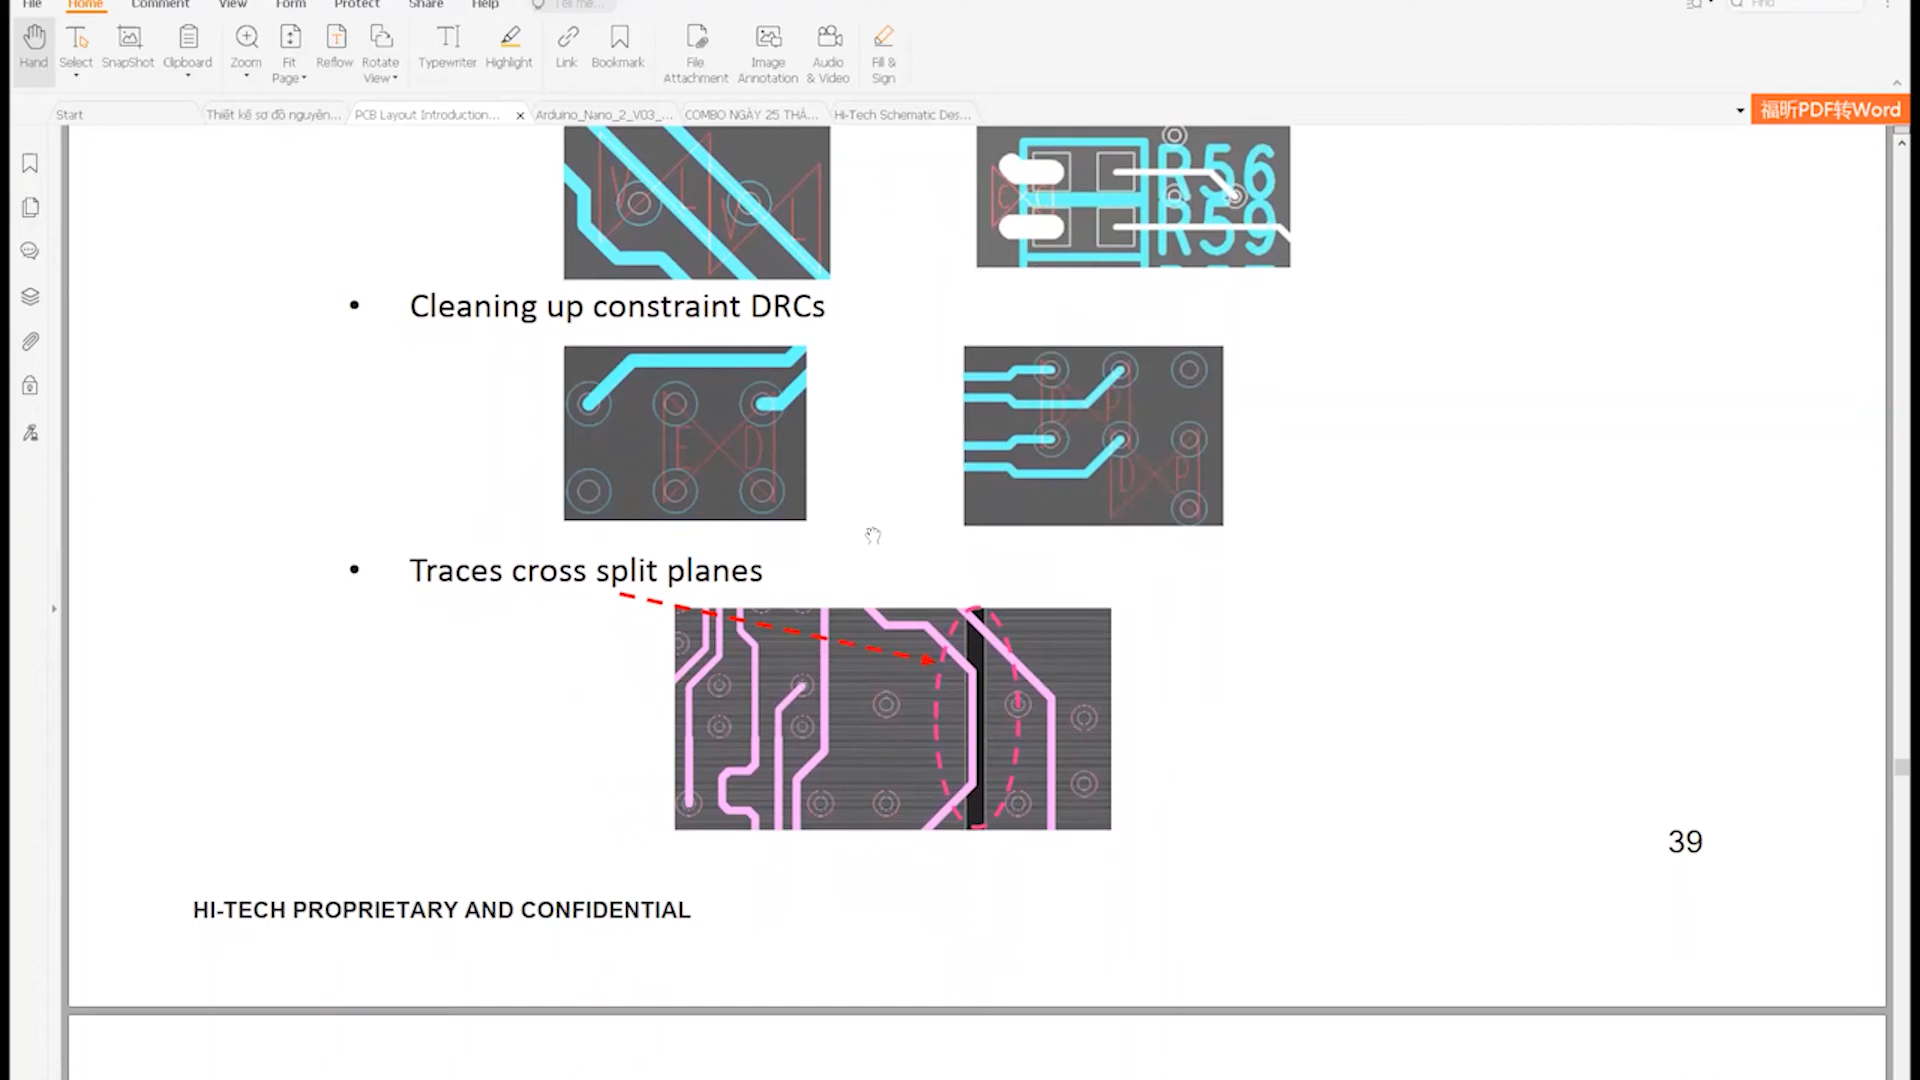 File Home Comment View Form Protect Share Help Tell me... Find
Hand Select SnapShot Clipboard Zoom Fit Page Reflow Rotate View Typewriter Highlight Link Bookmark File Attachment Image Annotation Audio & Video Fill & Sign
Start Thiết kế sơ đồ nguyên... PCB Layout Introduction... Arduino_Nano_2_V03_... COMBO NGÀY 25 THÁ... Hi-Tech Schematic Des... 福昕PDF转Word
V L V L
R56
R59
• Cleaning up constraint DRCs
E D
D P
D P
• Traces cross split planes
39
HI-TECH PROPRIETARY AND CONFIDENTIAL